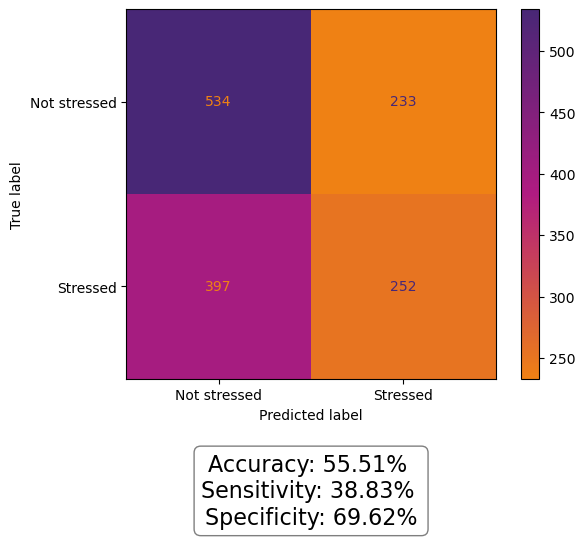 534
233
397
252
Not stressed
Stressed
True label
Not stressed
Stressed
Predicted label
500
450
400
350
300
250
Accuracy: 55.51%
Sensitivity: 38.83%
Specificity: 69.62%